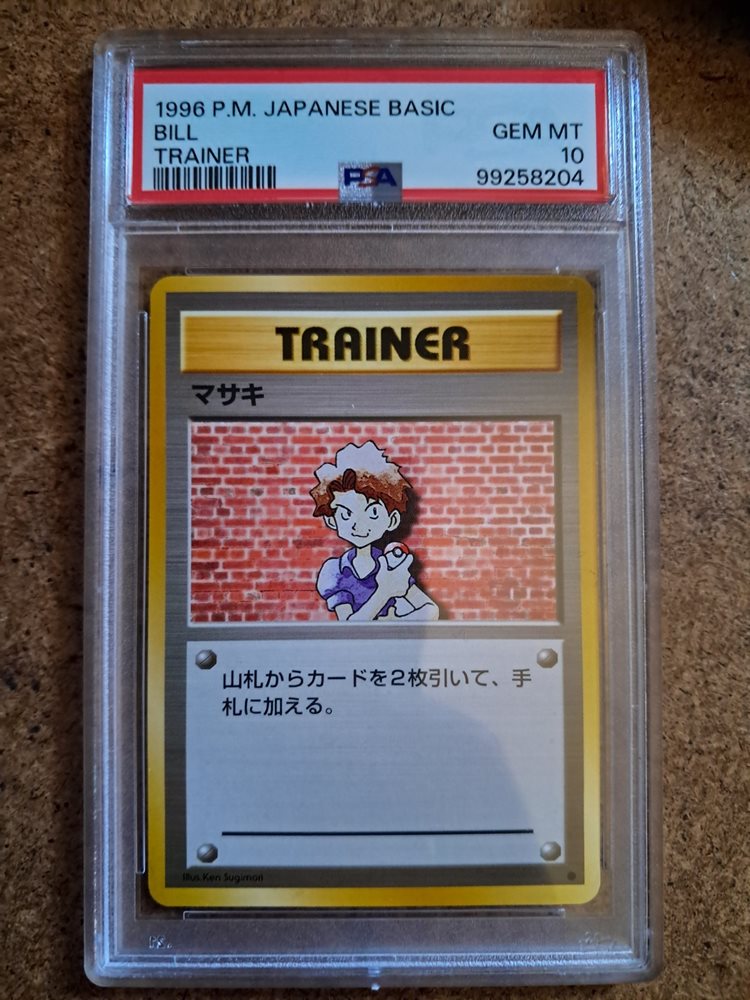 1996 P.M. JAPANESE BASIC
BILL GEM MT
TRAINER 10
PSA 99258204
TRAINER
マサキ
山札からカードを2枚引いて、手
札に加える。
Illus. Ken Sugimori